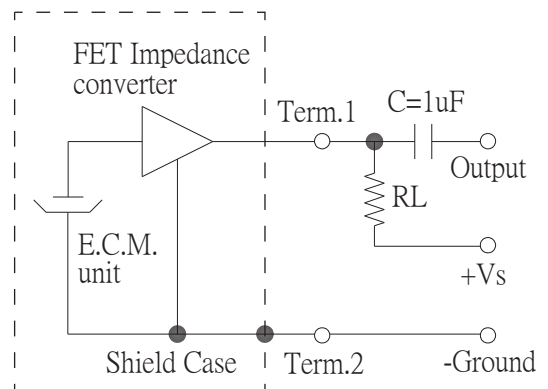 FET Impedance
converter
Term.1
C=1uF
Output
RL
E.C.M.
unit
+Vs
Shield Case
Term.2
-Ground